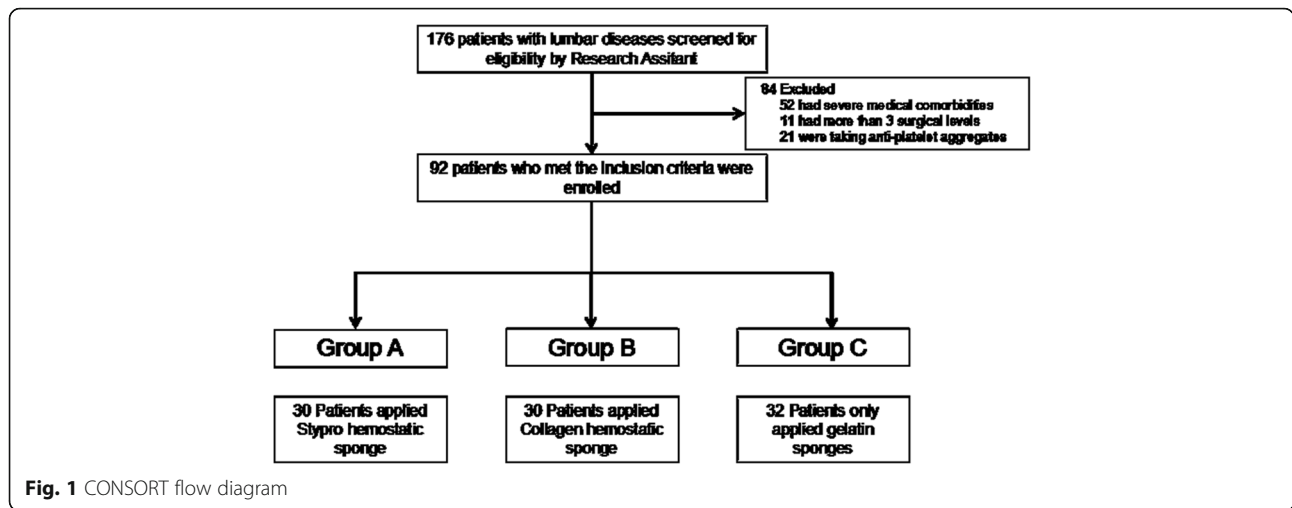 176 patients with lumbar diseases screened for
eligibility by Research Assitant
84 Excluded
52 had severe medical comorbidities
11 had more than 3 surgical levels
21 were taking anti-platelet aggregates
92 patients who met the inclusion criteria were
enrolled
Group A
Group B
Group C
30 Patients applied
Stypro hemostatic
sponge
30 Patients applied
Collagen hemostatic
sponge
32 Patients only
applied gelatin
sponges
Fig. 1 CONSORT flow diagram